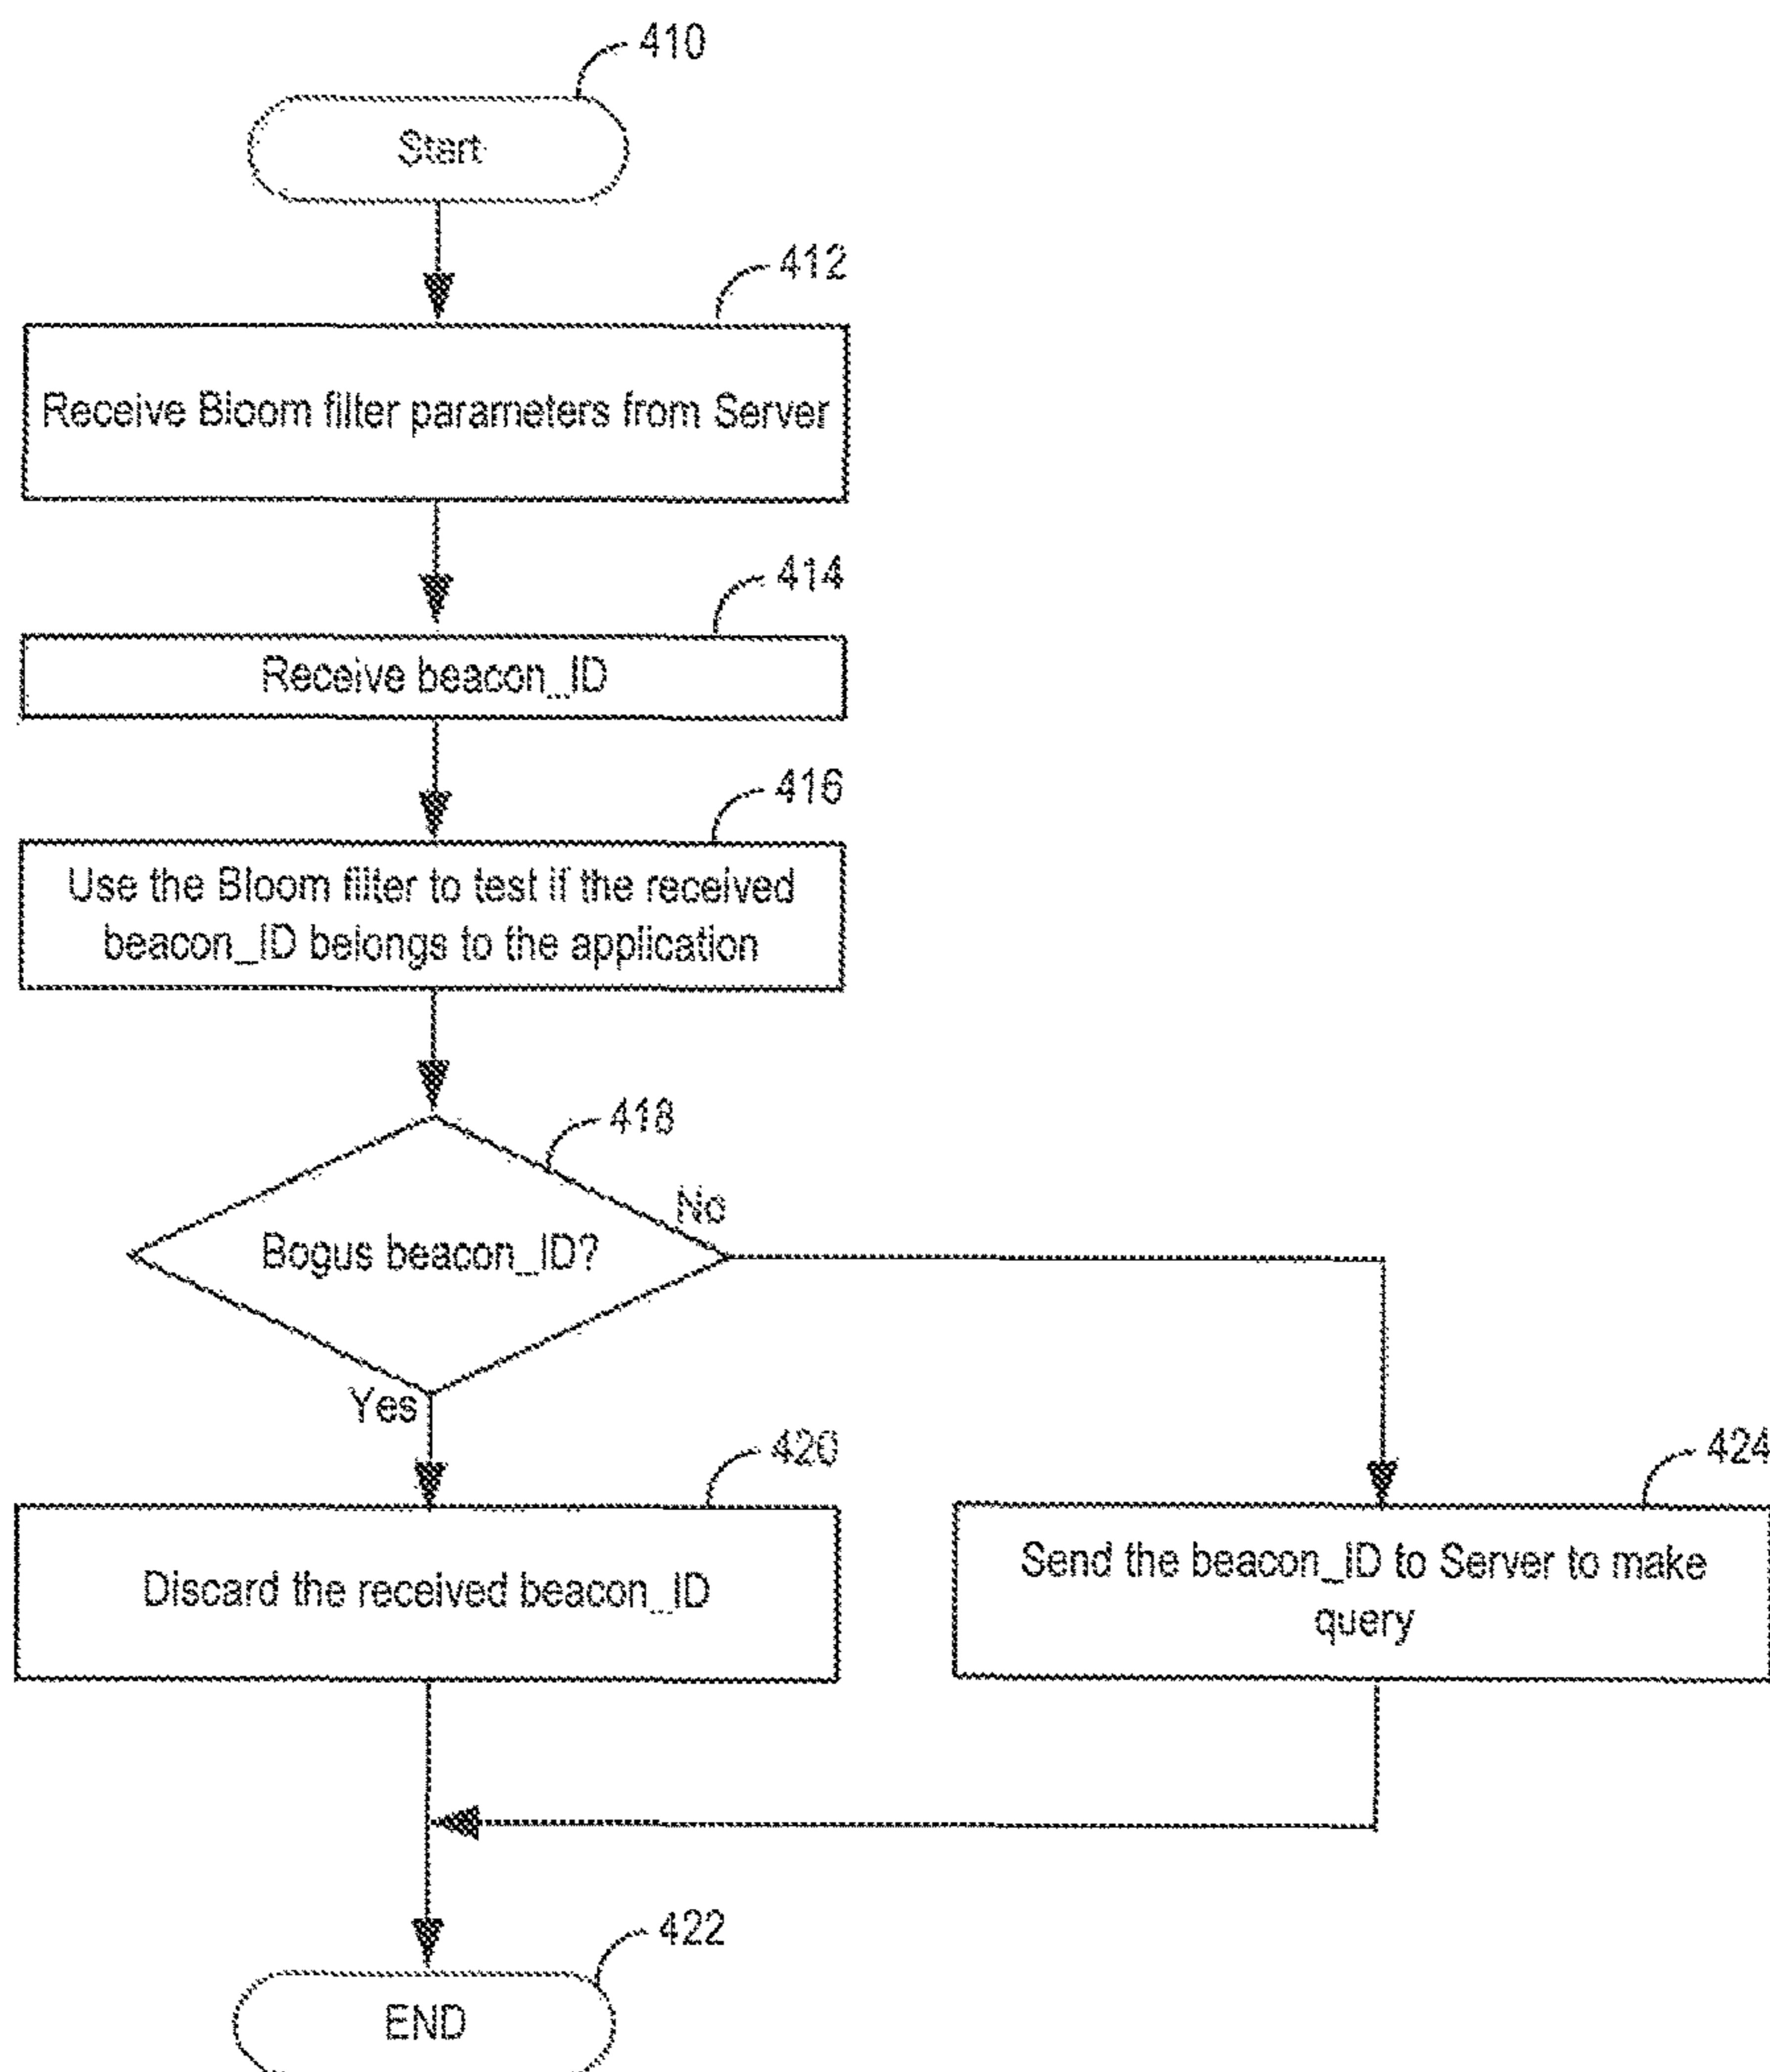 410
Start
412
Receive Bloom filter parameters from Server
414
Receive beacon_ID
416
Use the Bloom filter to test if the received
beacon_ID belongs to the application
418
No
Bogus beacon_ID?
Yes
420
424
Discard the received beacon_ID
Send the beacon_ID to Server to make
query
422
END